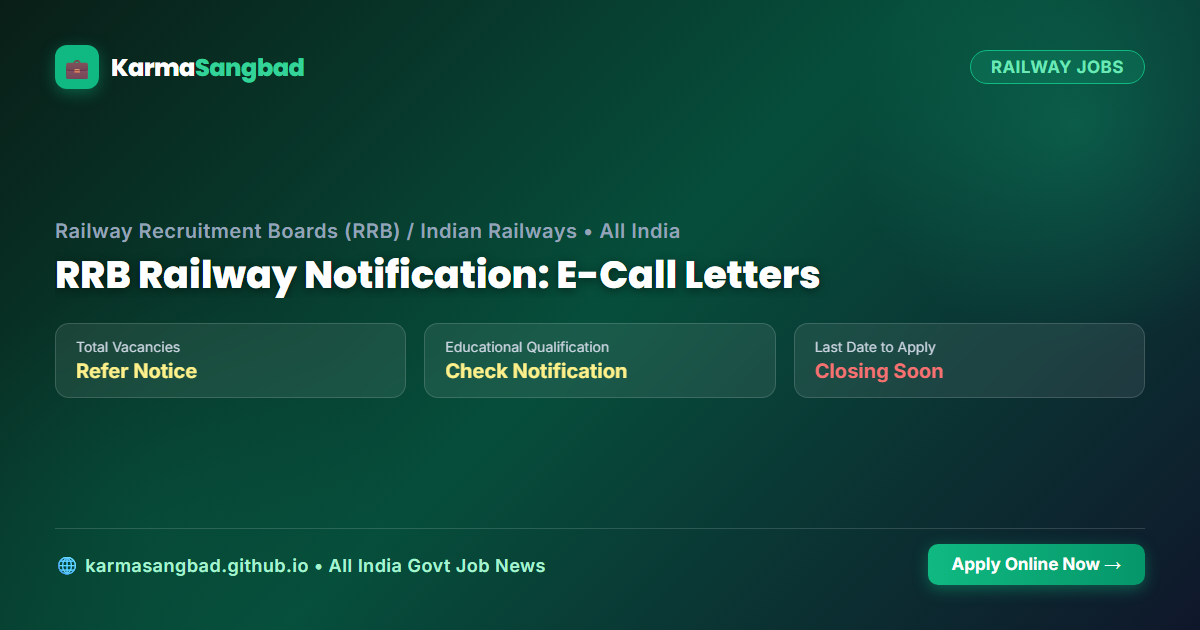 KarmaSangbad
RAILWAY JOBS
Railway Recruitment Boards (RRB) / Indian Railways • All India
RRB Railway Notification: E-Call Letters
Total Vacancies
Refer Notice
Educational Qualification
Check Notification
Last Date to Apply
Closing Soon
karmasangbad.github.io • All India Govt Job News
Apply Online Now →